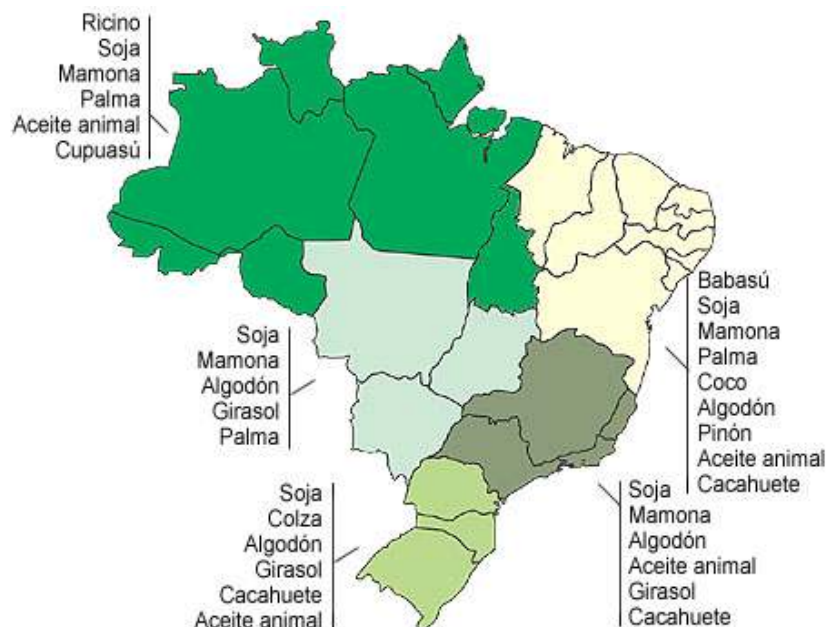 Ricino
Soja
Mamona
Palma
Aceite animal
Cupuasú
Babasú
Soja
Mamona
Palma
Coco
Algodón
Pinón
Aceite animal
Cacahuete
Soja
Mamona
Algodón
Girasol
Palma
Soja
Colza
Algodón
Girasol
Cacahuete
Aceite animal
Soja
Mamona
Algodón
Aceite animal
Girasol
Cacahuete